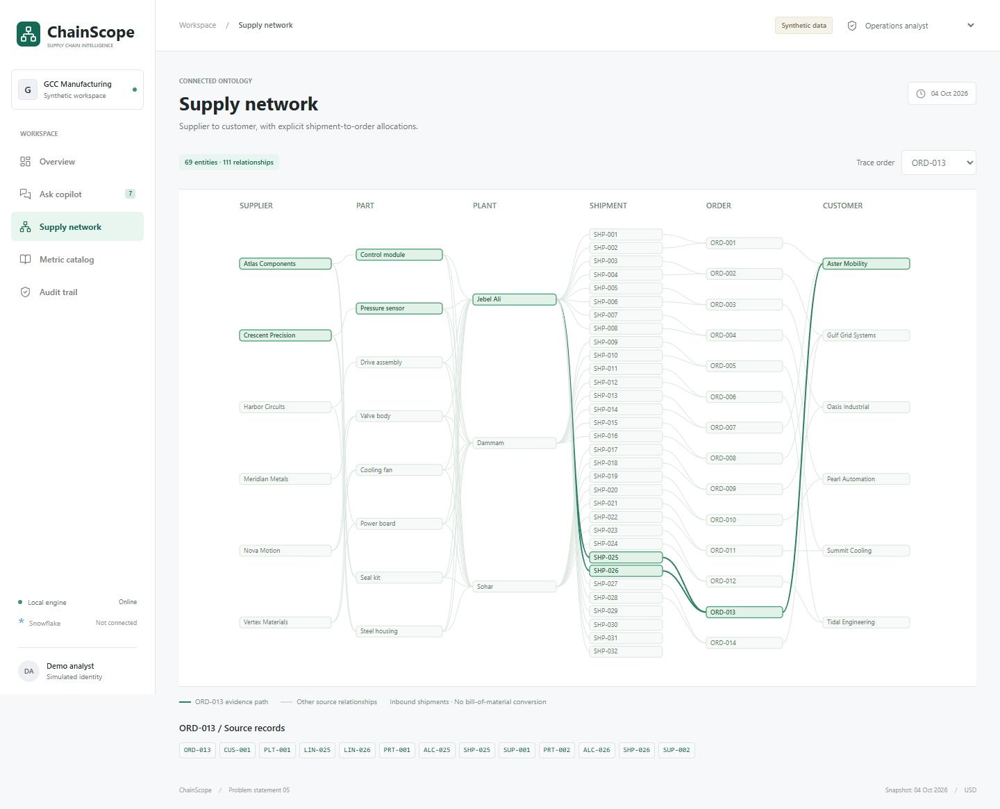 ChainScope
SUPPLY CHAIN INTELLIGENCE
G
GCC Manufacturing
Synthetic workspace
WORKSPACE
Overview
Ask copilot
7
Supply network
Metric catalog
Audit trail
Local engine
Online
Snowflake
Not connected
DA
Demo analyst
Simulated identity
Workspace / Supply network
Synthetic data
Operations analyst
CONNECTED ONTOLOGY
Supply network
Supplier to customer, with explicit shipment-to-order allocations.
04 Oct 2026
69 entities · 111 relationships
Trace order
ORD-013
SUPPLIER
Atlas Components
Crescent Precision
Harbor Circuits
Meridian Metals
Nova Motion
Vertex Materials
PART
Control module
Pressure sensor
Drive assembly
Valve body
Cooling fan
Power board
Seal kit
Steel housing
PLANT
Jebel Ali
Dammam
Sohar
SHIPMENT
SHP-001
SHP-002
SHP-003
SHP-004
SHP-005
SHP-006
SHP-007
SHP-008
SHP-009
SHP-010
SHP-011
SHP-012
SHP-013
SHP-014
SHP-015
SHP-016
SHP-017
SHP-018
SHP-019
SHP-020
SHP-021
SHP-022
SHP-023
SHP-024
SHP-025
SHP-026
SHP-027
SHP-028
SHP-029
SHP-030
SHP-031
SHP-032
ORDER
ORD-001
ORD-002
ORD-003
ORD-004
ORD-005
ORD-006
ORD-007
ORD-008
ORD-009
ORD-010
ORD-011
ORD-012
ORD-013
ORD-014
CUSTOMER
Aster Mobility
Gulf Grid Systems
Oasis Industrial
Pearl Automation
Summit Cooling
Tidal Engineering
ORD-013 evidence path
Other source relationships
Inbound shipments · No bill-of-material conversion
ORD-013 / Source records
ORD-013 CUS-001 PLT-001 LIN-025 LIN-026 PRT-001 ALC-025 SHP-025 SUP-001 PRT-002 ALC-026 SHP-026 SUP-002
ChainScope / Problem statement 05
Snapshot: 04 Oct 2026 / USD